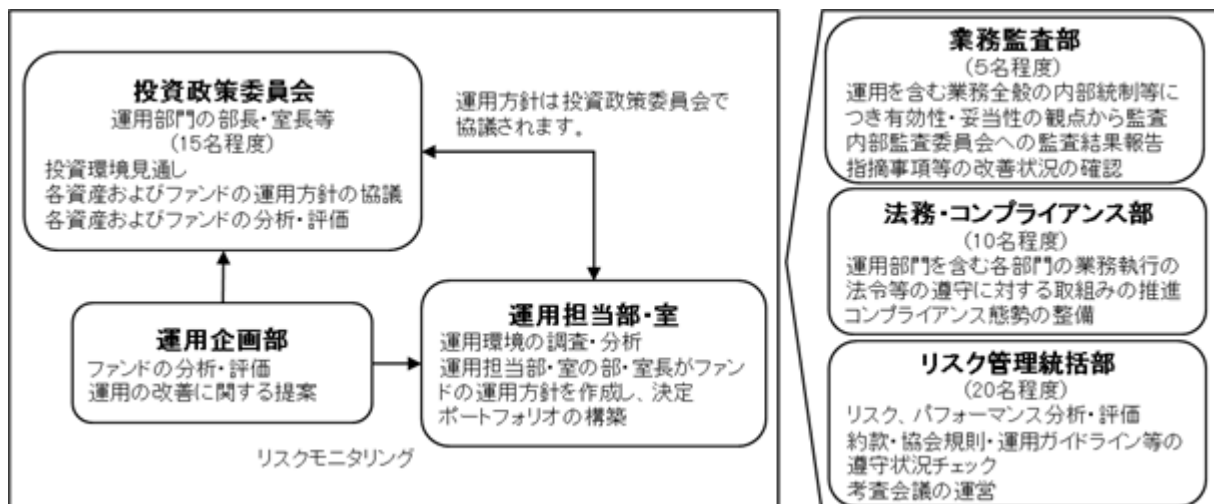 投資政策委員会
運用部門の部長・室長等
(15名程度)
投資環境見通し
各資産およびファンドの運用方針の協議
各資産およびファンドの分析・評価
運用方針は投資政策委員会で
協議されます。
運用企画部
ファンドの分析・評価
運用の改善に関する提案
運用担当部・室
運用環境の調査・分析
運用担当部・室の部・室長がファン
ドの運用方針を作成し、決定
ポートフォリオの構築
リスクモニタリング
業務監査部
(5名程度)
運用を含む業務全般の内部統制等に
つき有効性・妥当性の観点から監査
内部監査委員会への監査結果報告
指摘事項等の改善状況の確認
法務・コンプライアンス部
(10名程度)
運用部門を含む各部門の業務執行の
法令等の遵守に対する取組みの推進
コンプライアンス態勢の整備
リスク管理統括部
(20名程度)
リスク、パフォーマンス分析・評価
約款・協会規則・運用ガイドライン等の
遵守状況チェック
考査会議の運営